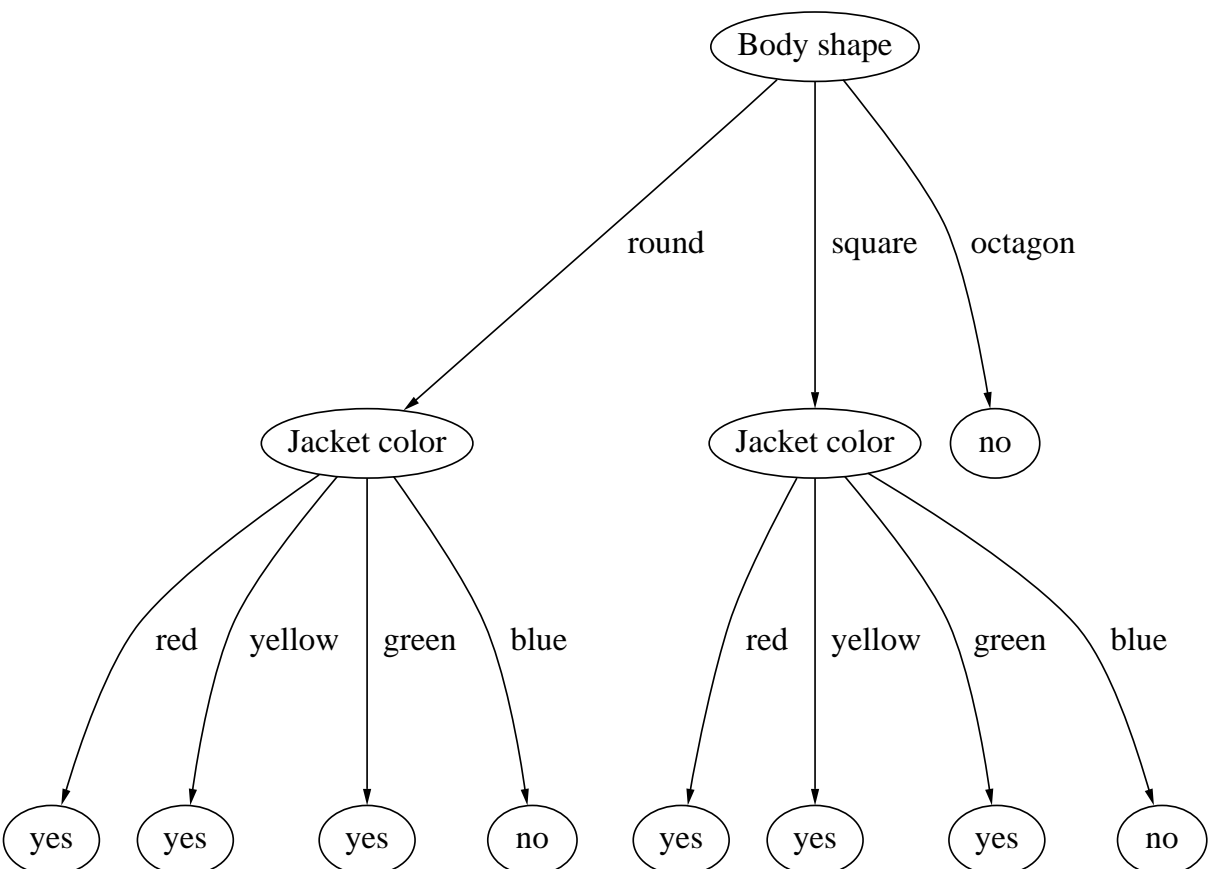 Body shape
round square octagon
Jacket color Jacket color no
red yellow green blue red yellow green blue
yes yes yes no yes yes yes no